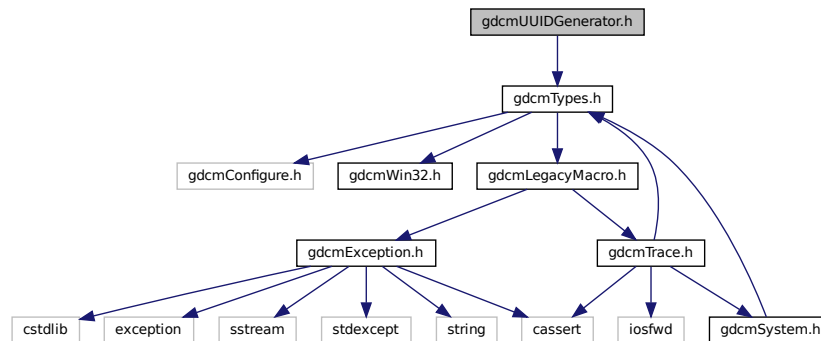 gdcmUUIDGenerator.h
gdcmTypes.h
gdcmConfigure.h
gdcmWin32.h
gdcmLegacyMacro.h
gdcmException.h
gdcmTrace.h
cstdlib
exception
sstream
stdexcept
string
cassert
iosfwd
gdcmSystem.h